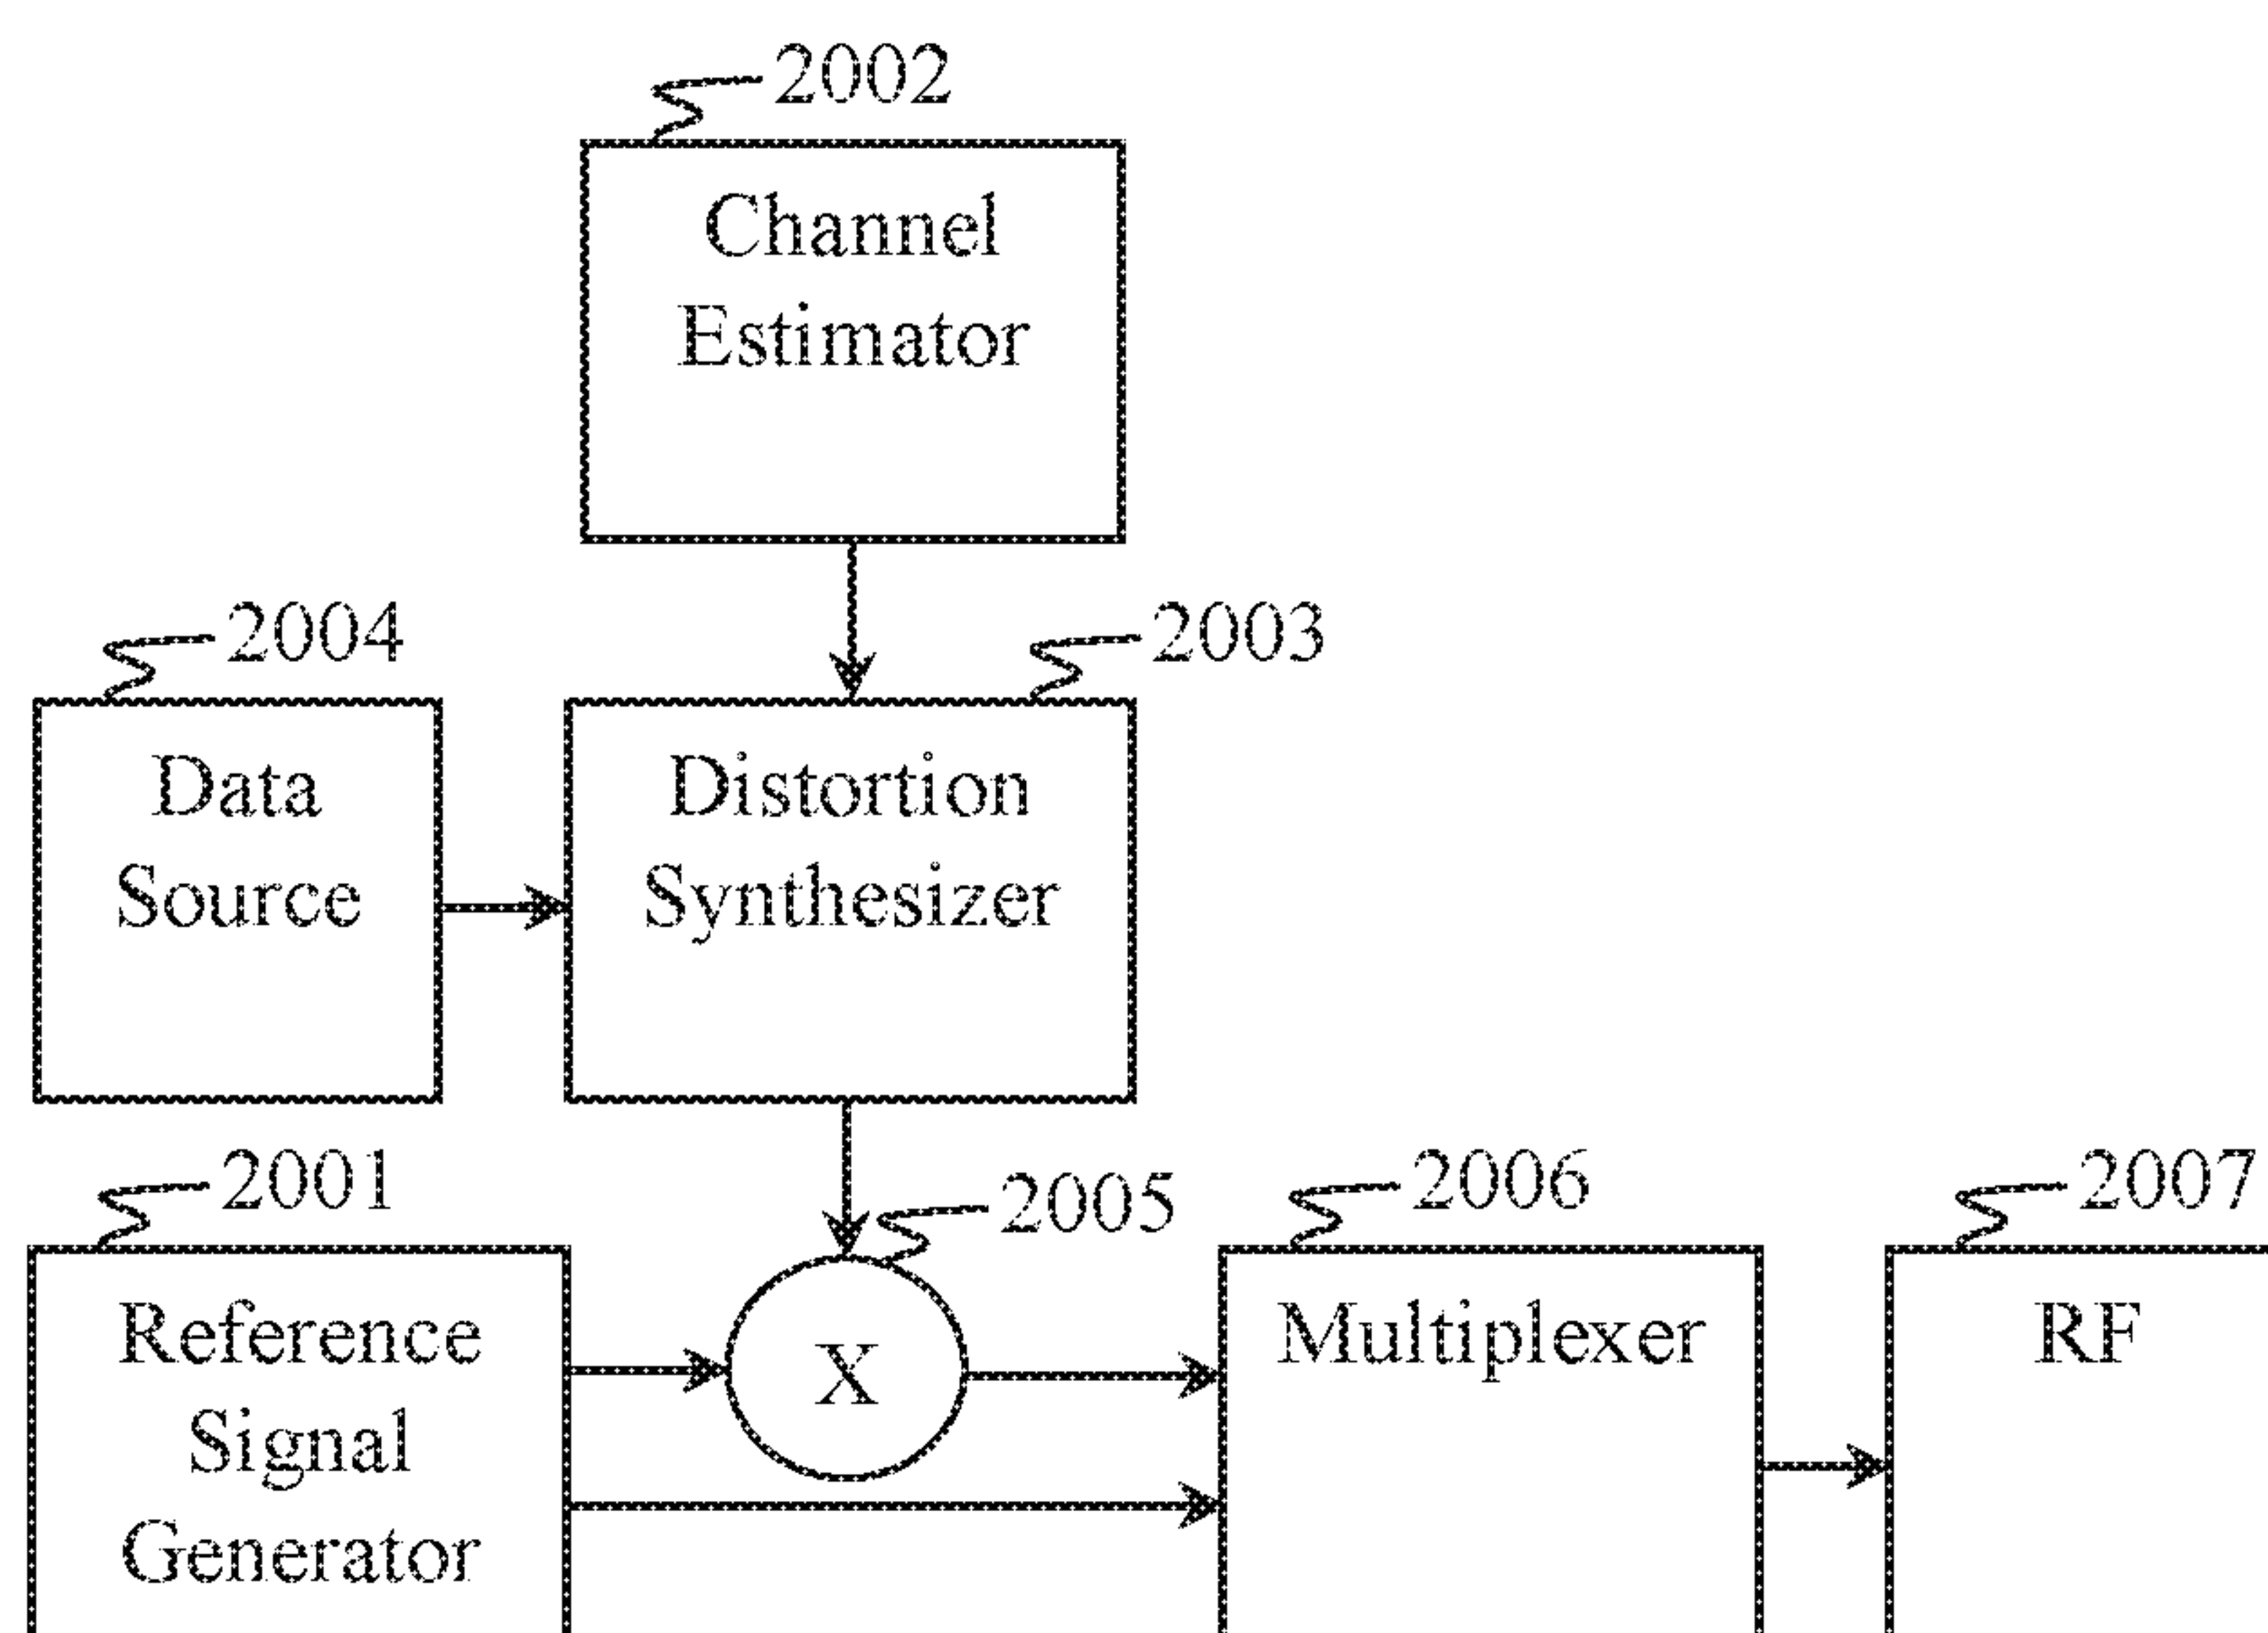 2002
Channel
Estimator
2004
2003
Data
Source
Distortion
Synthesizer
2001
2005
2006
2007
Reference
Signal
Generator
X
Multiplexer
RF